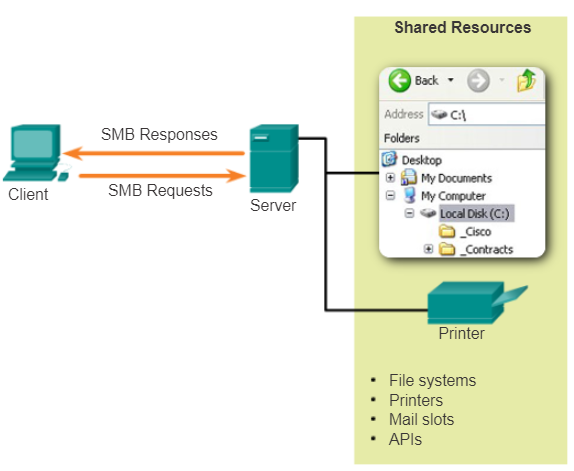 Shared Resources
Back
Address C:\
Folders
Desktop
My Documents
My Computer
Local Disk (C:)
_Cisco
_Contracts
SMB Responses
SMB Requests
Client
Server
Printer
• File systems
• Printers
• Mail slots
• APIs